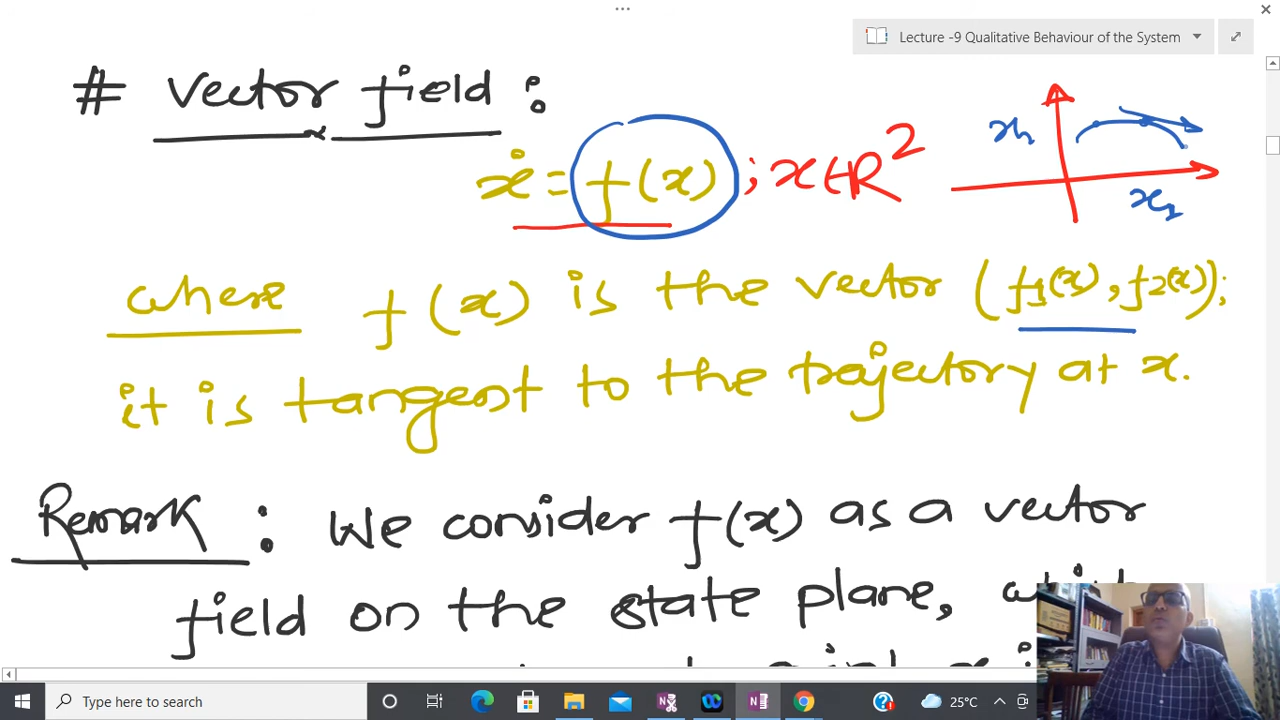 Lecture -9 Qualitative Behaviour of the System
# Vector field :
ẋ = f(x) ; x ∈ R²
x₁
where f(x) is the vector (f1(x), f2(x));
it is tangent to the trajectory at x.
Remark : We consider f(x) as a vector
field on the state plane,
Type here to search
25°C